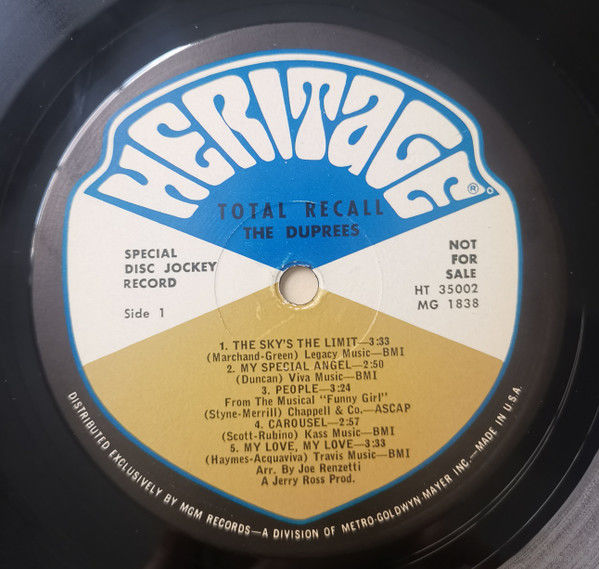 HERITAGE®
TOTAL RECALL
THE DUPREES
SPECIAL
DISC JOCKEY
RECORD
Side 1
NOT
FOR
SALE
HT 35002
MG 1838
1. THE SKY'S THE LIMIT—3:33
(Marchand-Green) Legacy Music—BMI
2. MY SPECIAL ANGEL—2:50
(Duncan) Viva Music—BMI
3. PEOPLE—3:24
From The Musical "Funny Girl"
(Styne-Merrill) Chappell & Co.—ASCAP
4. CAROUSEL—2:57
(Scott-Rubino) Kass Music—BMI
5. MY LOVE, MY LOVE—3:33
(Haymes-Acquaviva) Travis Music—BMI
Arr. By Joe Renzetti
A Jerry Ross Prod.
DISTRIBUTED EXCLUSIVELY BY MGM RECORDS—A DIVISION OF METRO-GOLDWYN-MAYER INC.—MADE IN U.S.A.